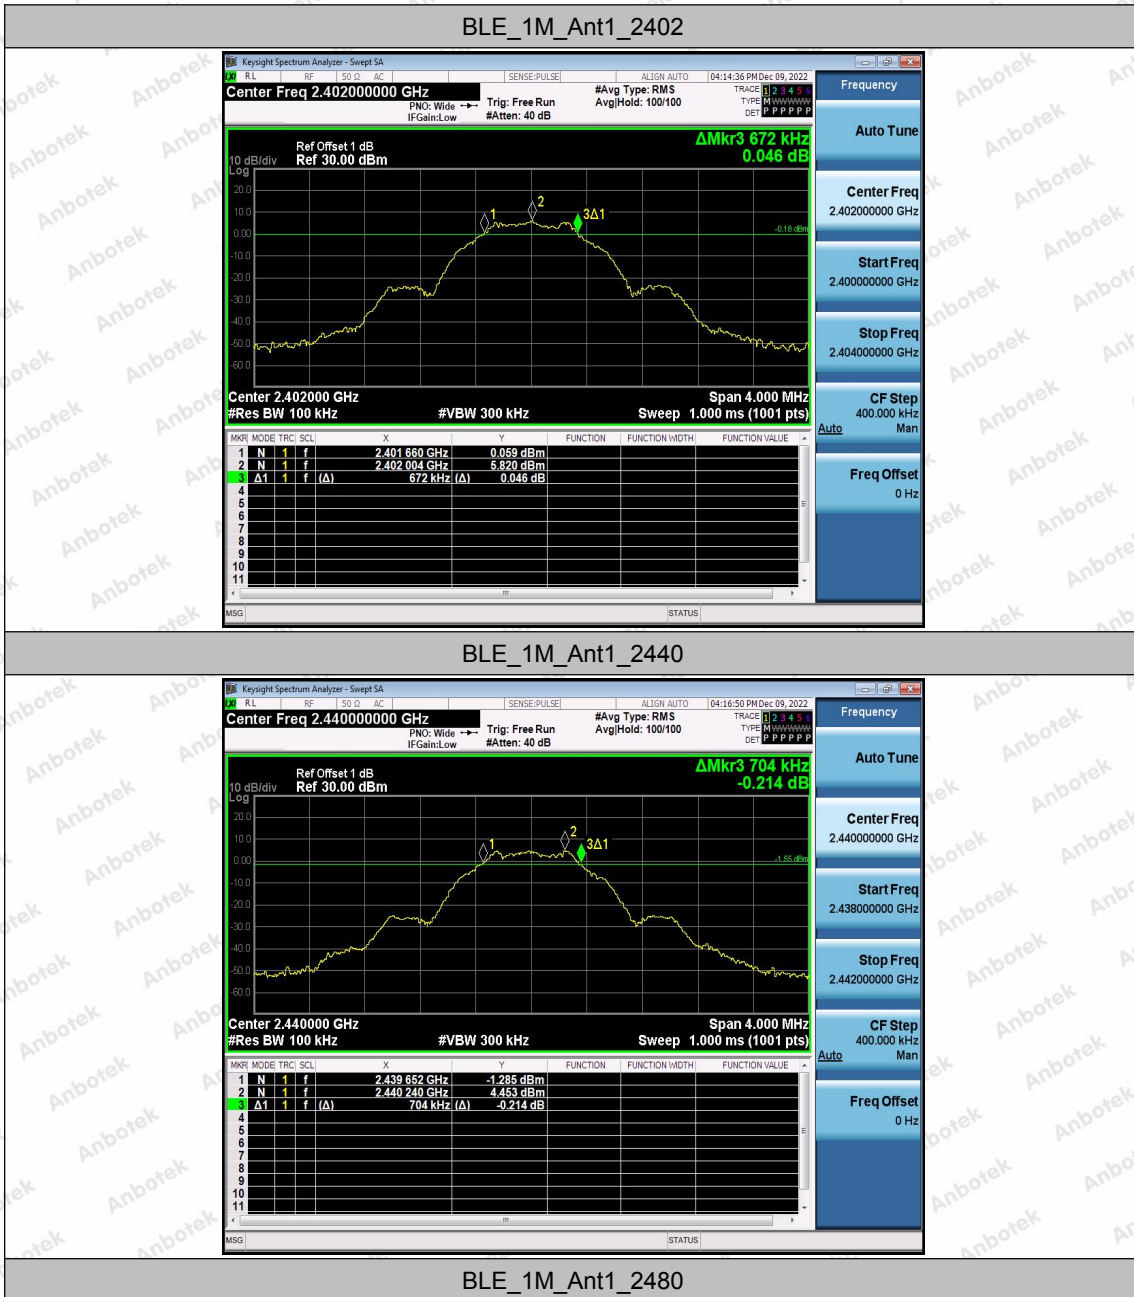 BLE_1M_Ant1_2402
Keysight Spectrum Analyzer - Swept SA
LXI RL RF 50 Ω AC SENSE:PULSE ALIGN AUTO 04:14:36 PM Dec 09, 2022
Center Freq 2.402000000 GHz
PNO: Wide
IFGain:Low
Trig: Free Run
#Atten: 40 dB
#Avg Type: RMS
Avg|Hold: 100/100
TRACE 1 2 3 4 5 6
TYPE M WWWWW
DET P P P P P P
Frequency
Auto Tune
Center Freq
2.402000000 GHz
Start Freq
2.400000000 GHz
Stop Freq
2.404000000 GHz
CF Step
400.000 kHz
Auto Man
Freq Offset
0 Hz
ΔMkr3 672 kHz
0.046 dB
Ref Offset 1 dB
10 dB/div Ref 30.00 dBm
Log
20.0
10.0
0.00
-10.0
-20.0
-30.0
-40.0
-50.0
-60.0
1
2
3Δ1
-0.18 dBm
Center 2.402000 GHz Span 4.000 MHz
#Res BW 100 kHz #VBW 300 kHz Sweep 1.000 ms (1001 pts)
MKR MODE TRC SCL X Y FUNCTION FUNCTION WIDTH FUNCTION VALUE
1 N 1 f 2.401 660 GHz 0.059 dBm
2 N 1 f 2.402 004 GHz 5.820 dBm
3 Δ1 1 f (Δ) 672 kHz (Δ) 0.046 dB
4
5
6
7
8
9
10
11
MSG STATUS
BLE_1M_Ant1_2440
Keysight Spectrum Analyzer - Swept SA
LXI RL RF 50 Ω AC SENSE:PULSE ALIGN AUTO 04:16:50 PM Dec 09, 2022
Center Freq 2.440000000 GHz
PNO: Wide
IFGain:Low
Trig: Free Run
#Atten: 40 dB
#Avg Type: RMS
Avg|Hold: 100/100
TRACE 1 2 3 4 5 6
TYPE M WWWWW
DET P P P P P P
Frequency
Auto Tune
Center Freq
2.440000000 GHz
Start Freq
2.438000000 GHz
Stop Freq
2.442000000 GHz
CF Step
400.000 kHz
Auto Man
Freq Offset
0 Hz
ΔMkr3 704 kHz
-0.214 dB
Ref Offset 1 dB
10 dB/div Ref 30.00 dBm
Log
20.0
10.0
0.00
-10.0
-20.0
-30.0
-40.0
-50.0
-60.0
1
2
3Δ1
-1.55 dBm
Center 2.440000 GHz Span 4.000 MHz
#Res BW 100 kHz #VBW 300 kHz Sweep 1.000 ms (1001 pts)
MKR MODE TRC SCL X Y FUNCTION FUNCTION WIDTH FUNCTION VALUE
1 N 1 f 2.439 652 GHz -1.285 dBm
2 N 1 f 2.440 240 GHz 4.453 dBm
3 Δ1 1 f (Δ) 704 kHz (Δ) -0.214 dB
4
5
6
7
8
9
10
11
MSG STATUS
BLE_1M_Ant1_2480
Anbotek